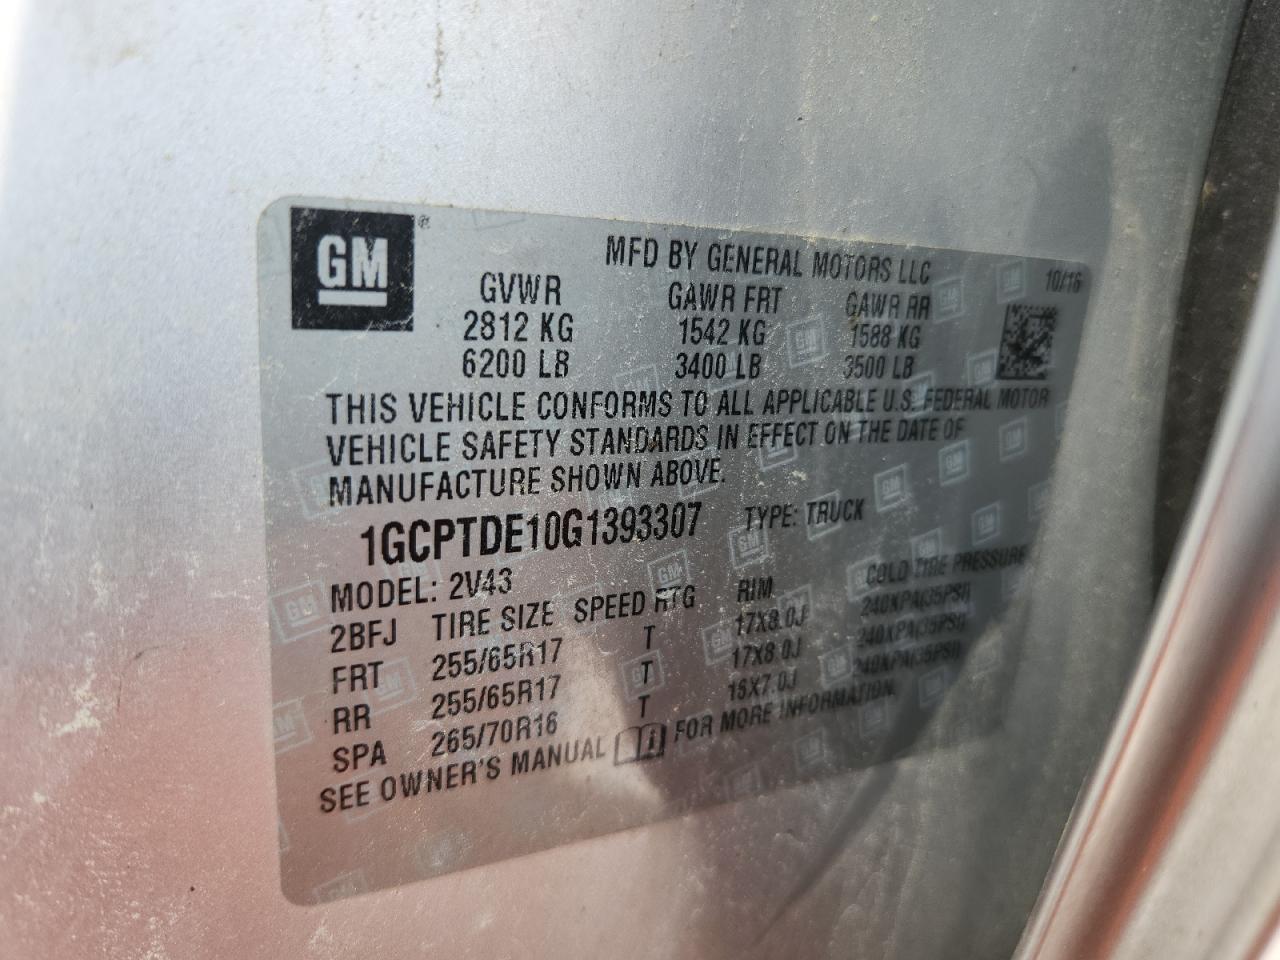 GM®
MFD BY GENERAL MOTORS LLC
10/16
GVWR GAWR FRT GAWR RR
2812 KG 1542 KG 1588 KG
6200 LB 3400 LB 3500 LB
THIS VEHICLE CONFORMS TO ALL APPLICABLE U.S. FEDERAL MOTOR
VEHICLE SAFETY STANDARDS IN EFFECT ON THE DATE OF
MANUFACTURE SHOWN ABOVE.
1GCPTDE10G1393307 TYPE: TRUCK
MODEL: 2V43
2BFJ TIRE SIZE SPEED RTG RIM COLD TIRE PRESSURE
FRT 255/65R17 T 17X8.0J 240KPA(35PSI)
RR 255/65R17 T 17X8.0J 240KPA(35PSI)
SPA 265/70R16 T 16X7.0J 240KPA(35PSI)
SEE OWNER'S MANUAL FOR MORE INFORMATION.